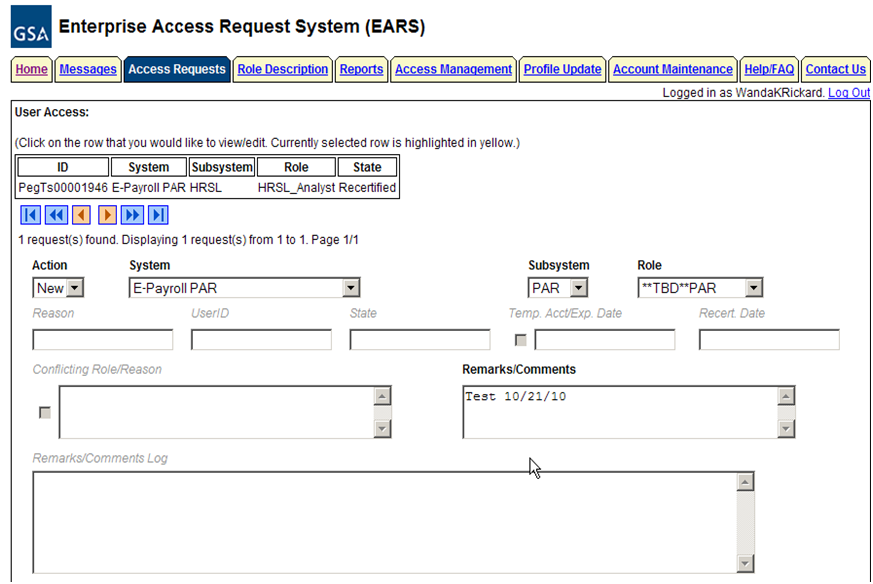 GSA Enterprise Access Request System (EARS)
Home Messages Access Requests Role Description Reports Access Management Profile Update Account Maintenance Help/FAQ Contact Us
Logged in as WandaKRickard. Log Out
User Access:
(Click on the row that you would like to view/edit. Currently selected row is highlighted in yellow.)
ID System Subsystem Role State
PegTs00001946 E-Payroll PAR HRSL HRSL_Analyst Recertified
1 request(s) found. Displaying 1 request(s) from 1 to 1. Page 1/1
Action System Subsystem Role
New E-Payroll PAR PAR **TBD**PAR
Reason UserID State Temp. Acct/Exp. Date Recert. Date
Conflicting Role/Reason Remarks/Comments
Test 10/21/10
Remarks/Comments Log